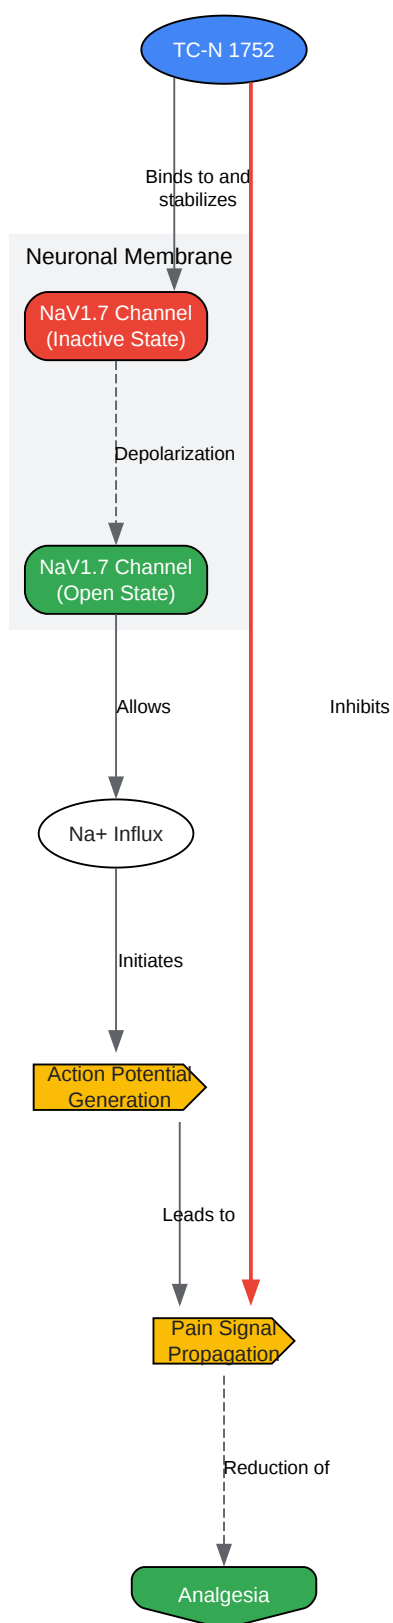 TC-N 1752
Binds to and
stabilizes
Neuronal Membrane
NaV1.7 Channel
(Inactive State)
Depolarization
NaV1.7 Channel
(Open State)
Allows
Inhibits
Na+ Influx
Initiates
Action Potential
Generation
Leads to
Pain Signal
Propagation
Reduction of
Analgesia